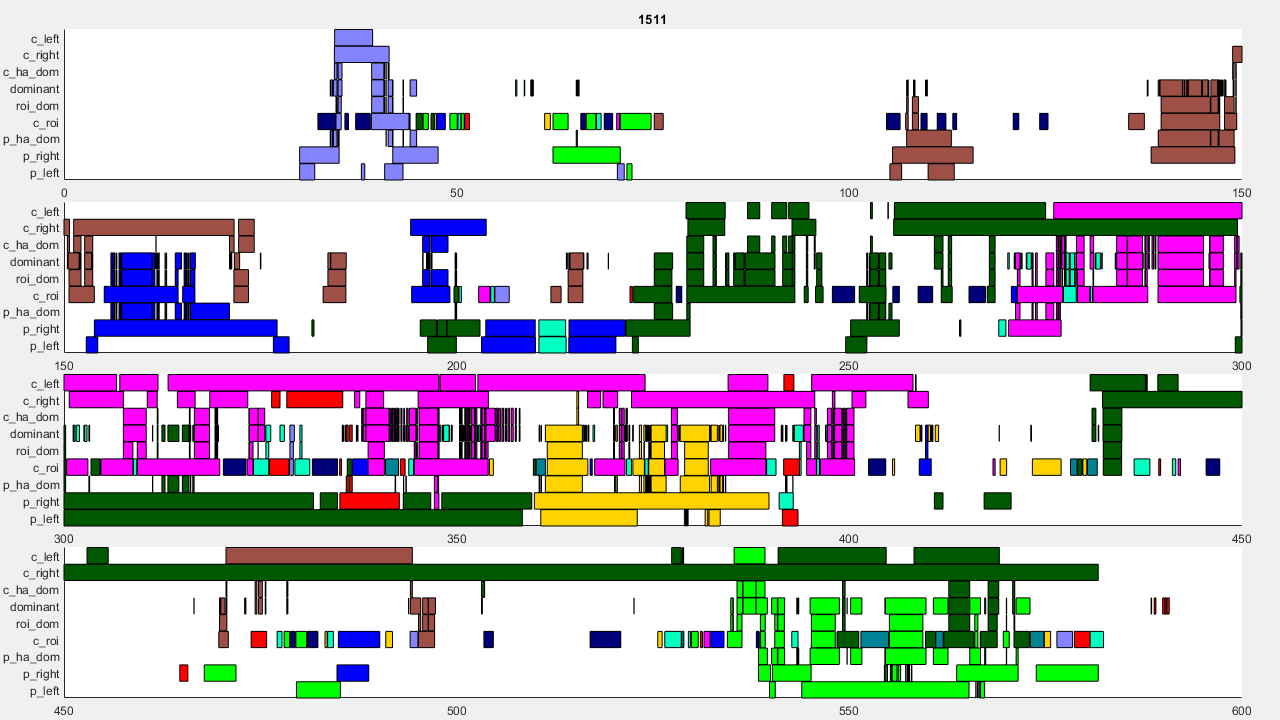 1511
c_left
c_right
c_ha_dom
dominant
roi_dom
c_roi
p_ha_dom
p_right
p_left
0 50 100 150
c_left
c_right
c_ha_dom
dominant
roi_dom
c_roi
p_ha_dom
p_right
p_left
150 200 250 300
c_left
c_right
c_ha_dom
dominant
roi_dom
c_roi
p_ha_dom
p_right
p_left
300 350 400 450
c_left
c_right
c_ha_dom
dominant
roi_dom
c_roi
p_ha_dom
p_right
p_left
450 500 550 600